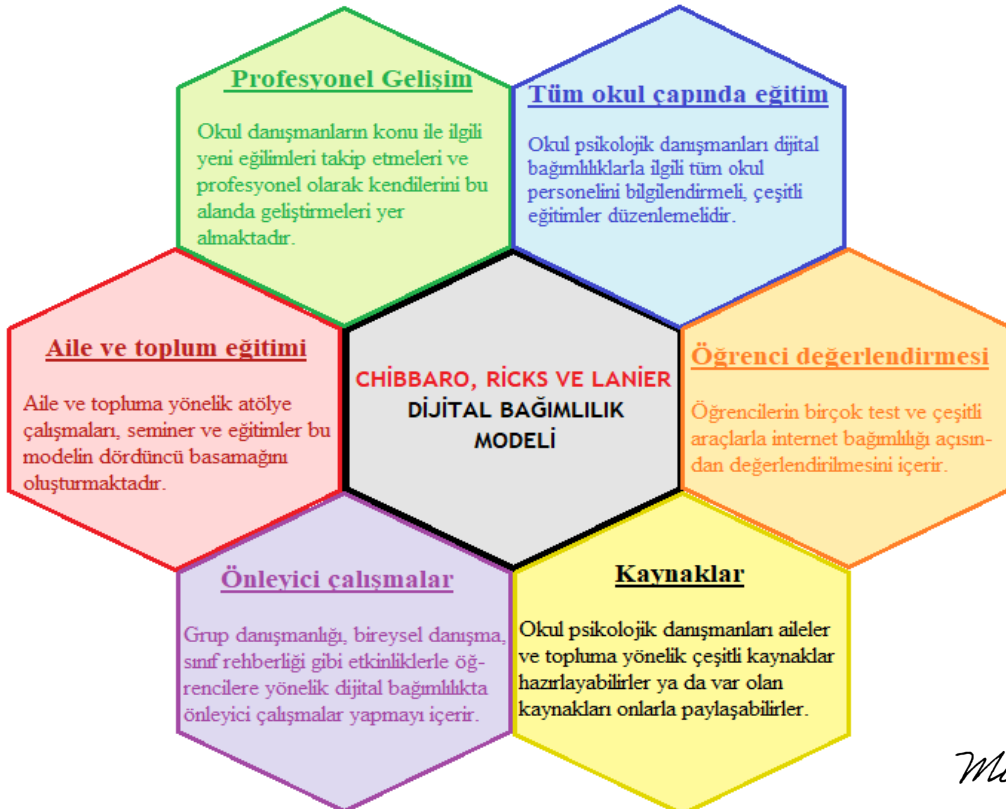 Profesyonel Gelişim
Okul danışmanların konu ile ilgili
yeni eğilimleri takip etmeleri ve
profesyonel olarak kendilerini bu
alanda geliştirmeleri yer
almaktadır.
Tüm okul çapında eğitim
Okul psikolojik danışmanları dijital
bağımlılıklarla ilgili tüm okul
personelini bilgilendirmeli, çeşitli
eğitimler düzenlemelidir.
Aile ve toplum eğitimi
Aile ve topluma yönelik atölye
çalışmaları, seminer ve eğitimler bu
modelin dördüncü basamağını
oluşturmaktadır.
CHİBBARO, RİCKS VE LANİER
DİJİTAL BAĞIMLILIK
MODELİ
Öğrenci değerlendirmesi
Öğrencilerin birçok test ve çeşitli
araçlarla internet bağımlılığı açısın-
dan değerlendirilmesini içerir.
Önleyici çalışmalar
Grup danışmanlığı, bireysel danışma,
sınıf rehberliği gibi etkinliklerle öğ-
rencilere yönelik dijital bağımlılıkta
önleyici çalışmalar yapmayı içerir.
Kaynaklar
Okul psikolojik danışmanları aileler
ve topluma yönelik çeşitli kaynaklar
hazırlayabilirler ya da var olan
kaynakları onlarla paylaşabilirler.